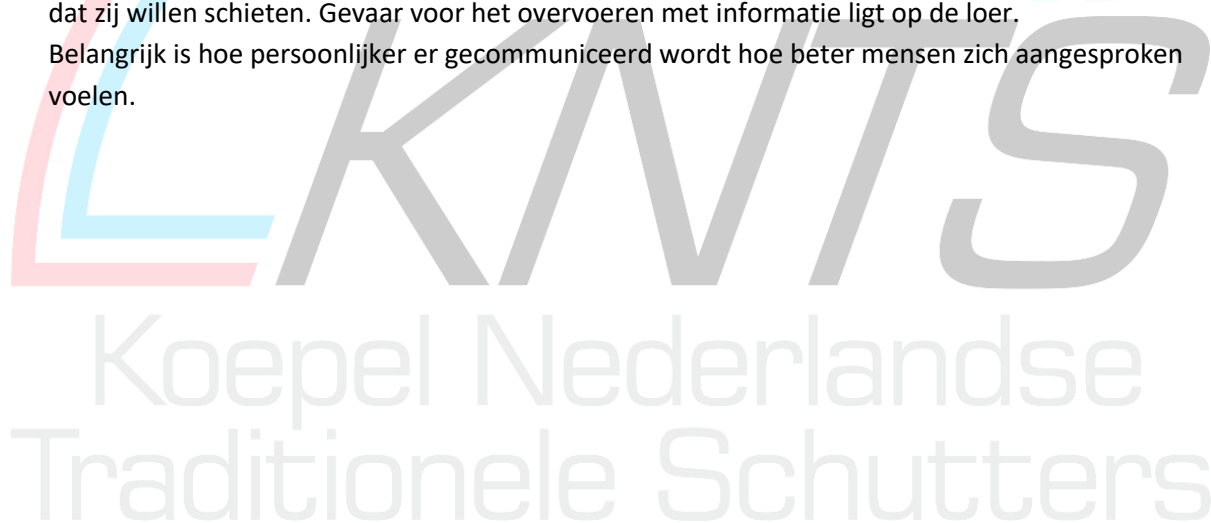 dat zij willen schieten. Gevaar voor het overvoeren met informatie ligt op de loer.
Belangrijk is hoe persoonlijker er gecommuniceerd wordt hoe beter mensen zich aangesproken
voelen.
KNTS
Koepel Nederlandse
Traditionele Schutters